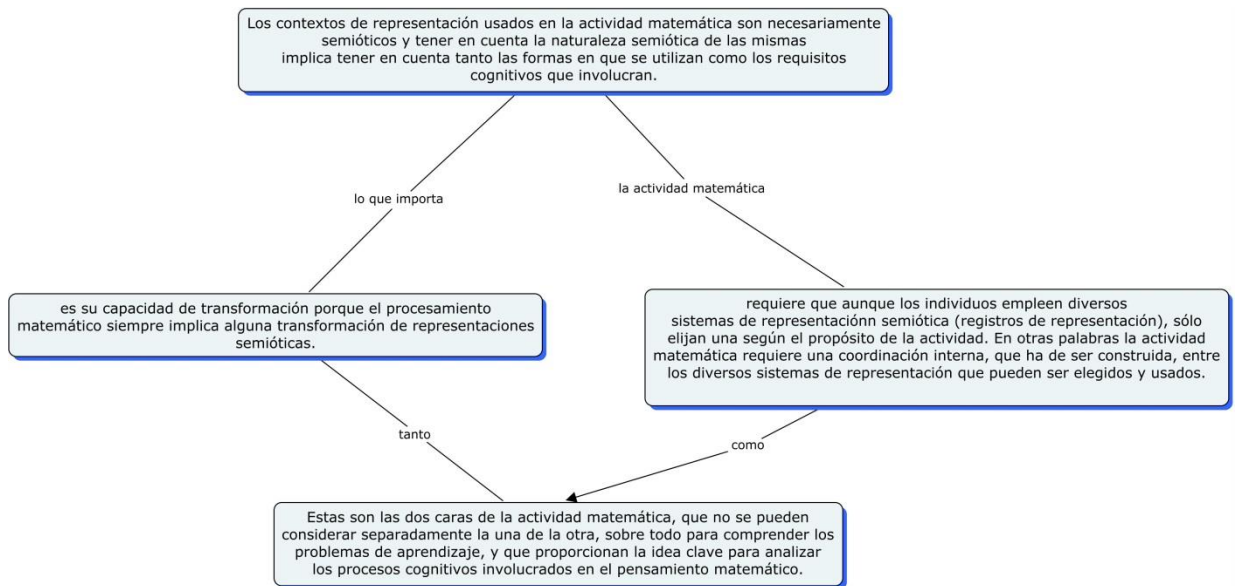 Los contextos de representación usados en la actividad matemática son necesariamente
semióticos y tener en cuenta la naturaleza semiótica de las mismas
implica tener en cuenta tanto las formas en que se utilizan como los requisitos
cognitivos que involucran.
lo que importa
la actividad matemática
es su capacidad de transformación porque el procesamiento
matemático siempre implica alguna transformación de representaciones
semióticas.
requiere que aunque los individuos empleen diversos
sistemas de representaciónn semiótica (registros de representación), sólo
elijan una según el propósito de la actividad. En otras palabras la actividad
matemática requiere una coordinación interna, que ha de ser construida, entre
los diversos sistemas de representación que pueden ser elegidos y usados.
tanto
como
Estas son las dos caras de la actividad matemática, que no se pueden
considerar separadamente la una de la otra, sobre todo para comprender los
problemas de aprendizaje, y que proporcionan la idea clave para analizar
los procesos cognitivos involucrados en el pensamiento matemático.